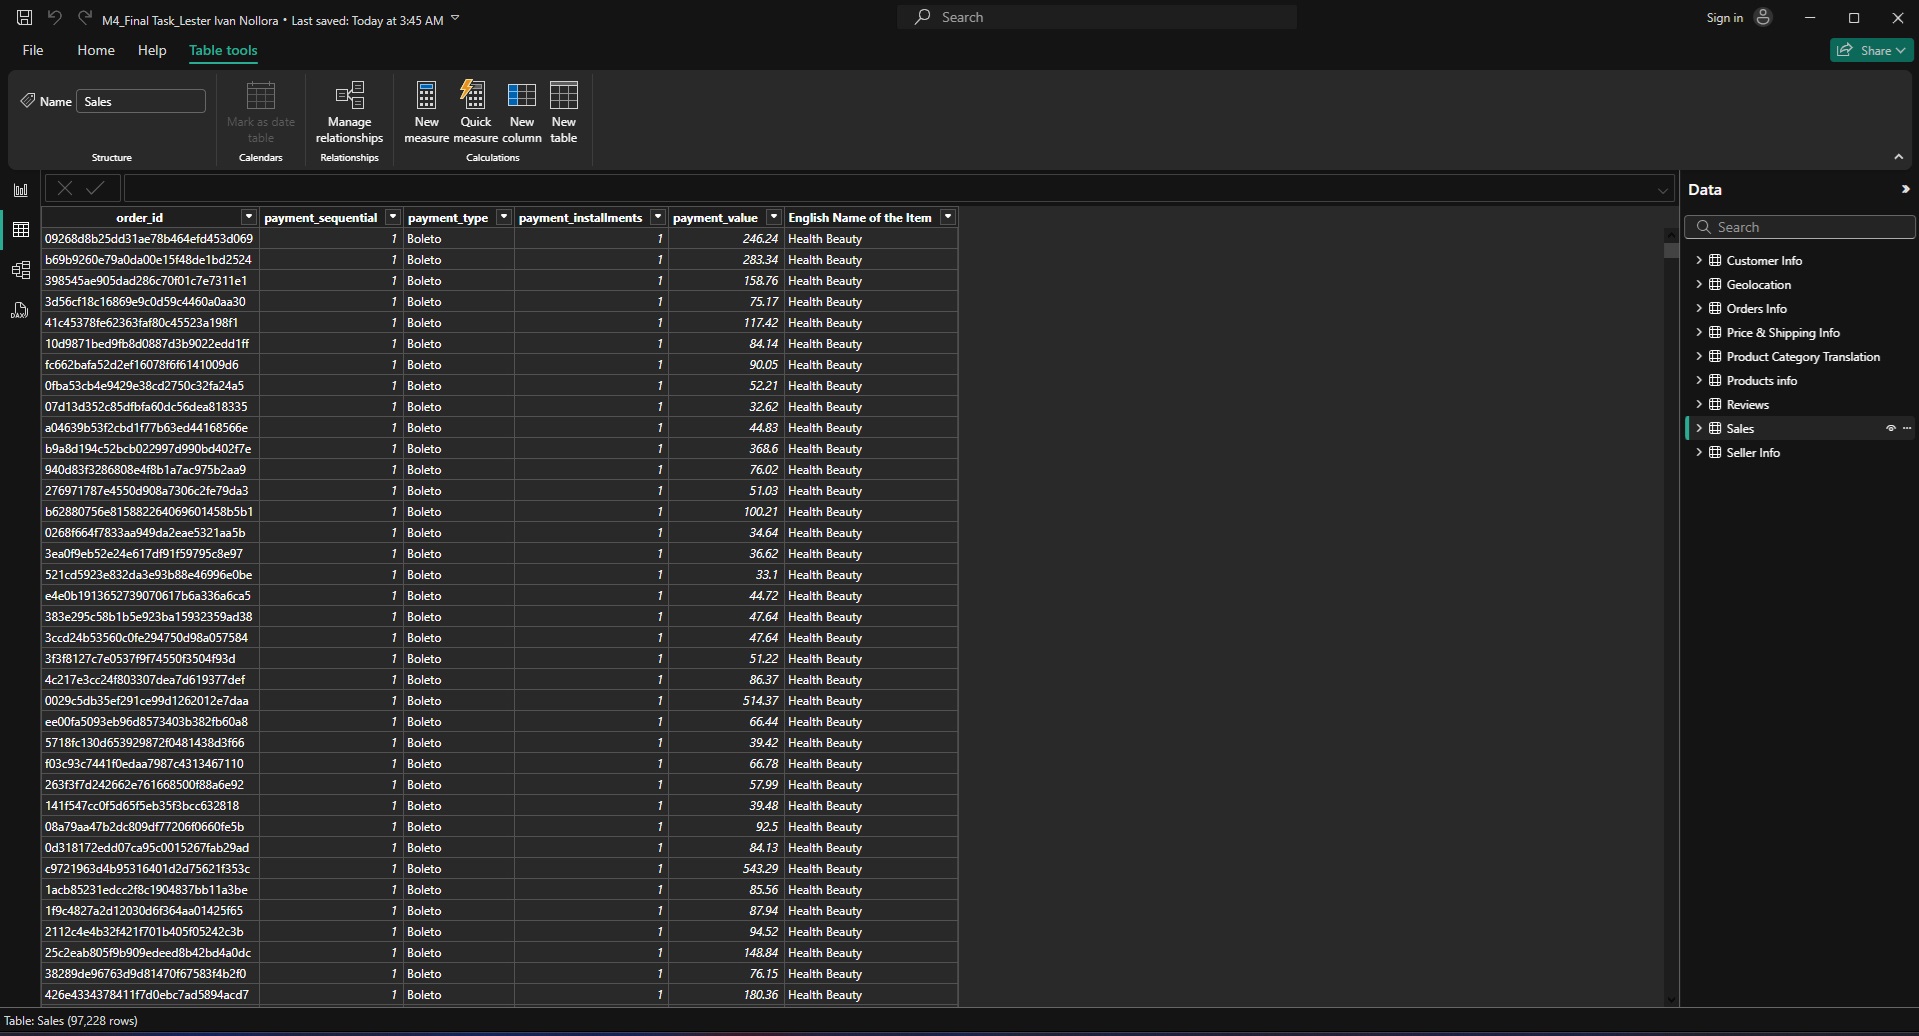 M4_Final Task_Lester Ivan Nollora • Last saved: Today at 3:45 AM
Search
Sign in
File Home Help Table tools
Share
Name Sales
Mark as date table
Manage relationships
New measure
Quick measure
New column
New table
Structure
Calendars
Relationships
Calculations
order_id payment_sequential payment_type payment_installments payment_value English Name of the Item
09268d8b25dd31ae78b464efd453d069 1 Boleto 1 246.24 Health Beauty
b69b9260e79a0da00e15f48de1bd2524 1 Boleto 1 283.34 Health Beauty
398545ae905dad286c70f01c7e7311e1 1 Boleto 1 158.76 Health Beauty
3d56cf18c16869e9c0d59c4460a0aa30 1 Boleto 1 75.17 Health Beauty
41c45378fe62363faf80c45523a198f1 1 Boleto 1 117.42 Health Beauty
10d9871bed9fb8d0887d3b9022edd1ff 1 Boleto 1 84.14 Health Beauty
fc662bafa52d2ef16078f6f6141009d6 1 Boleto 1 90.05 Health Beauty
0fba53cb4e9429e38cd2750c32fa24a5 1 Boleto 1 52.21 Health Beauty
07d13d352c85dfbfa60dc56dea818335 1 Boleto 1 32.62 Health Beauty
a04639b53f2cbd1f77b63ed44168566e 1 Boleto 1 44.83 Health Beauty
b9a8d194c52bcb022997d990bd402f7e 1 Boleto 1 368.6 Health Beauty
940d83f3286808e4f8b1a7ac975b2aa9 1 Boleto 1 76.02 Health Beauty
276971787e4550d908a7306c2fe79da3 1 Boleto 1 51.03 Health Beauty
b62880756e815882264069601458b5b1 1 Boleto 1 100.21 Health Beauty
0268f664f7833aa949da2eae5321aa5b 1 Boleto 1 34.64 Health Beauty
3ea0f9eb52e24e617df91f59795c8e97 1 Boleto 1 36.62 Health Beauty
521cd5923e832da3e93b88e46996e0be 1 Boleto 1 33.1 Health Beauty
e4e0b1913652739070617b6a336a6ca5 1 Boleto 1 44.72 Health Beauty
383e295c58b1b5e923ba15932359ad38 1 Boleto 1 47.64 Health Beauty
3ccd24b53560c0fe294750d98a057584 1 Boleto 1 47.64 Health Beauty
3f3f8127c7e0537f9f74550f3504f93d 1 Boleto 1 51.22 Health Beauty
4c217e3cc24f803307dea7d619377def 1 Boleto 1 86.37 Health Beauty
0029c5db35ef291ce99d1262012e7daa 1 Boleto 1 514.37 Health Beauty
ee00fa5093eb96d8573403b382fb60a8 1 Boleto 1 66.44 Health Beauty
5718fc130d653929872f0481438d3f66 1 Boleto 1 39.42 Health Beauty
f03c93c7441f0edaa7987c4313467110 1 Boleto 1 66.78 Health Beauty
263f3f7d242662e761668500f88a6e92 1 Boleto 1 57.99 Health Beauty
141f547cc0f5d65f5eb35f3bcc632818 1 Boleto 1 39.48 Health Beauty
08a79aa47b2dc809df77206f0660fe5b 1 Boleto 1 92.5 Health Beauty
0d318172edd07ca95c0015267fab29ad 1 Boleto 1 84.13 Health Beauty
c9721963d4b95316401d2d75621f353c 1 Boleto 1 543.29 Health Beauty
1acb85231edcc2f8c1904837bb11a3be 1 Boleto 1 85.56 Health Beauty
1f9c4827a2d12030d6f364aa01425f65 1 Boleto 1 87.94 Health Beauty
2112c4e4b32f421f701b405f05242c3b 1 Boleto 1 94.52 Health Beauty
25c2eab805f9b909edeed8b42bd4a0dc 1 Boleto 1 148.84 Health Beauty
38289de96763d9d81470f67583f4b2f0 1 Boleto 1 76.15 Health Beauty
426e4334378411f7d0ebc7ad5894acd7 1 Boleto 1 180.36 Health Beauty
Data
Search
Customer Info
Geolocation
Orders Info
Price & Shipping Info
Product Category Translation
Products info
Reviews
Sales
Seller Info
DAX
Table: Sales (97,228 rows)